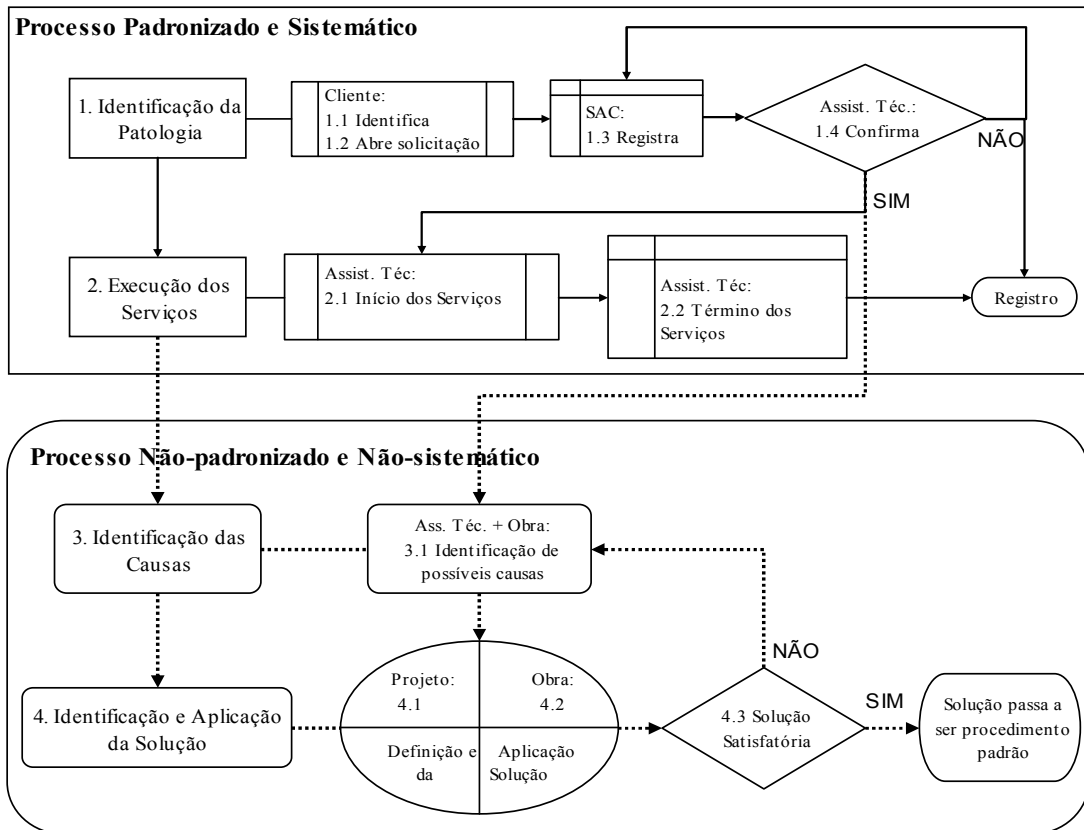 Processo Padronizado e Sistemático
1. Identificação da
Patologia
Cliente:
1.1 Identifica
1.2 Abre solicitação
SAC:
1.3 Registra
Assist. Téc.:
1.4 Confirma
NÃO
SIM
2. Execução dos
Serviços
Assist. Téc:
2.1 Início dos Serviços
Assist. Téc:
2.2 Término dos
Serviços
Registro
Processo Não-padronizado e Não-sistemático
3. Identificação das
Causas
Ass. Téc. + Obra:
3.1 Identificação de
possíveis causas
NÃO
4. Identificação e Aplicação
da Solução
Projeto:
4.1
Obra:
4.2
Definição e
da
Aplicação
Solução
4.3 Solução
Satisfatória
SIM
Solução passa a
ser procedimento
padrão